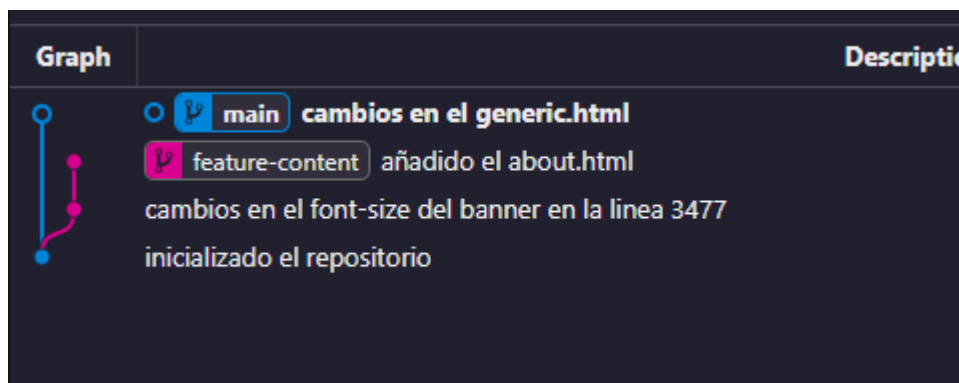 Graph Descripti
main cambios en el generic.html
feature-content añadido el about.html
cambios en el font-size del banner en la linea 3477
inicializado el repositorio